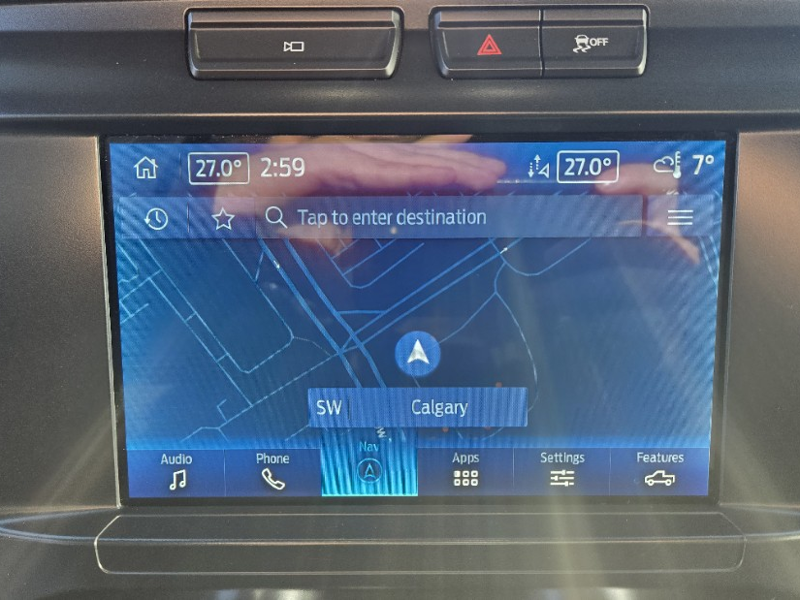 OFF
27.0° 2:59 27.0° 7°
Tap to enter destination
SW Calgary
Audio Phone Nav Apps Settings Features